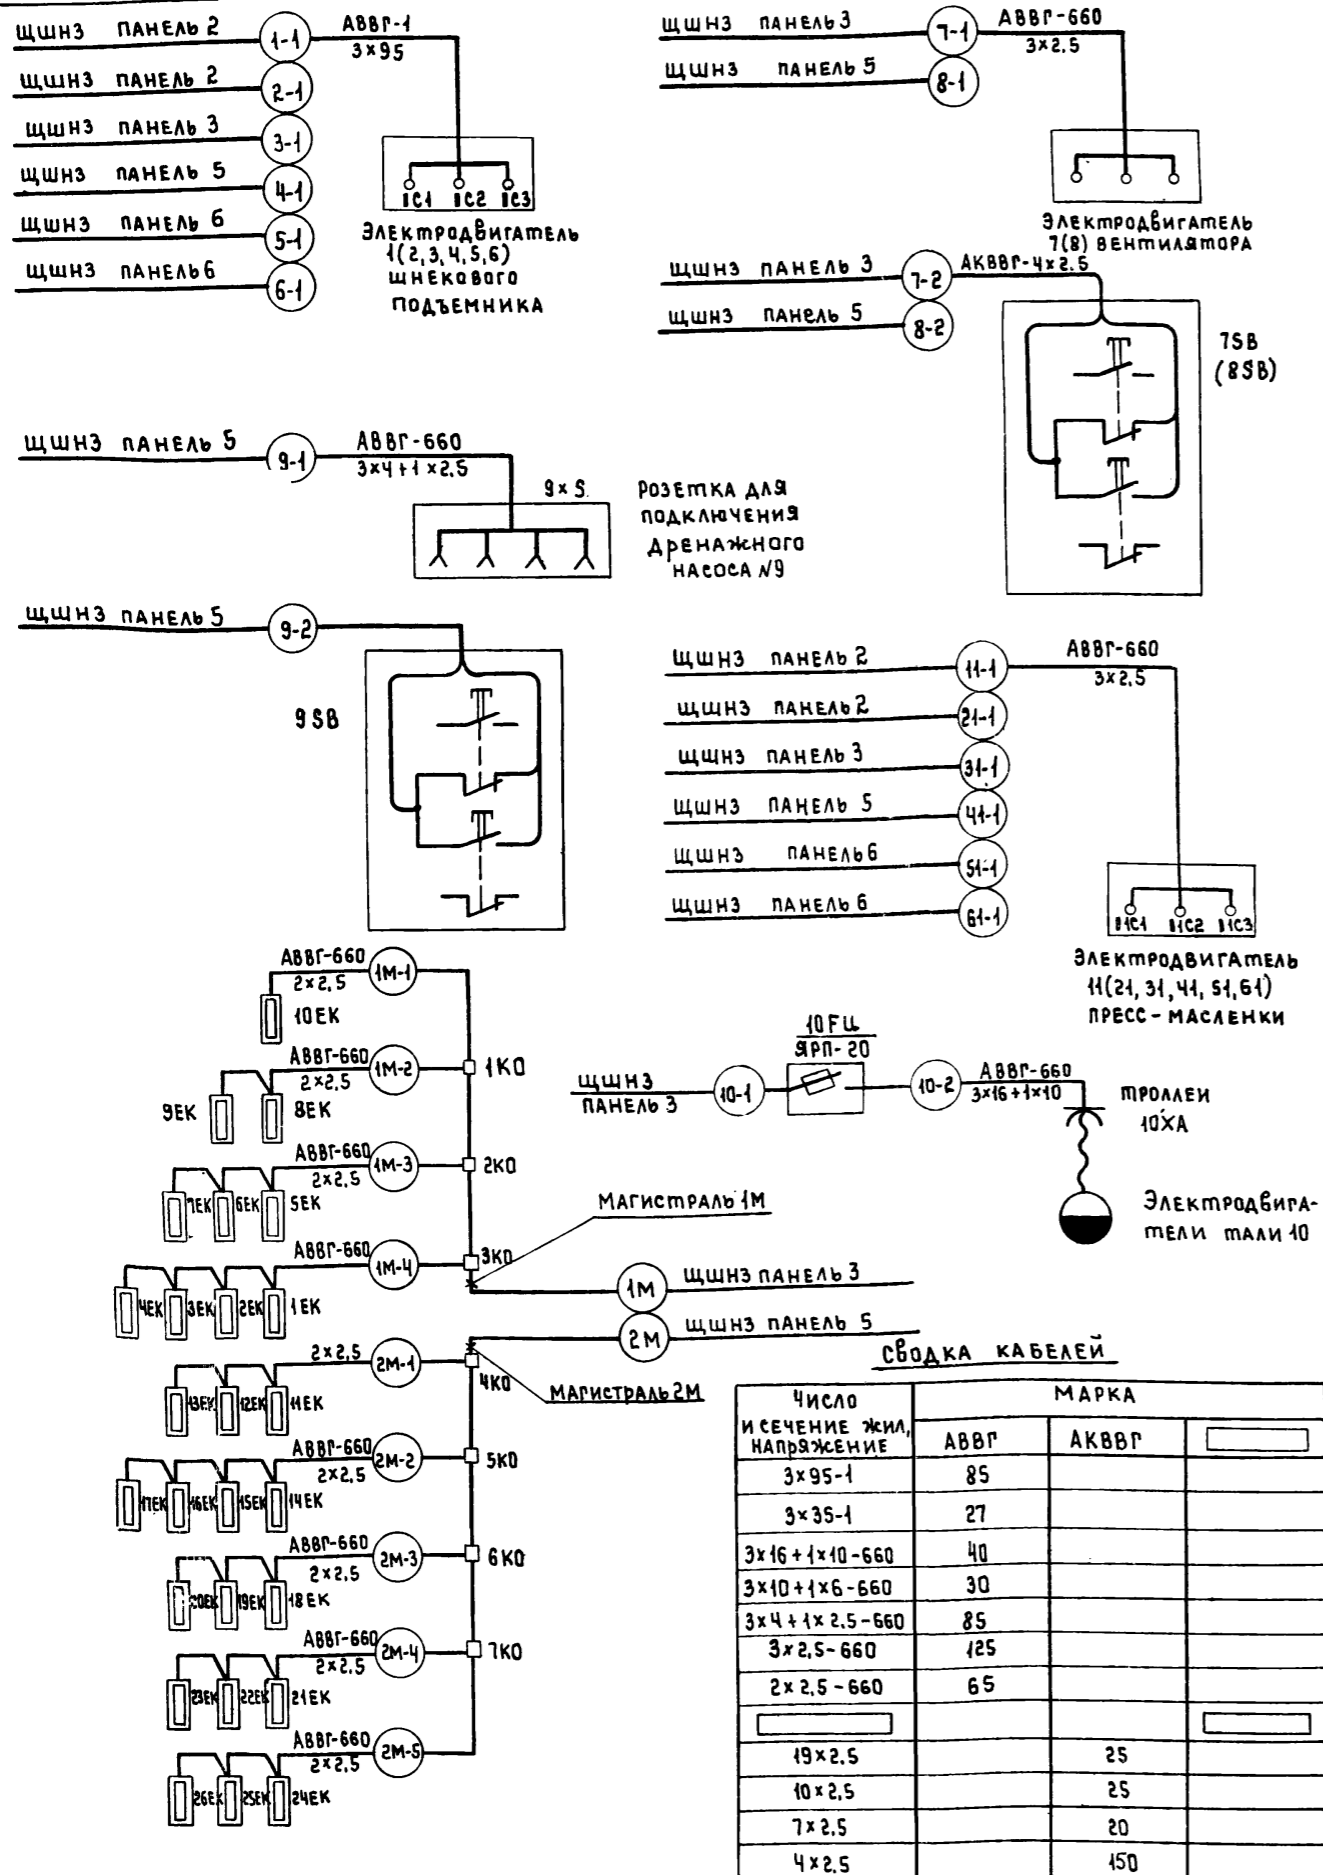 ЩШНЗ ПАНЕЛЬ 2 1-1 АВВГ-1
3×95
ЩШНЗ ПАНЕЛЬ 2 2-1
ЩШНЗ ПАНЕЛЬ 3 3-1
ЩШНЗ ПАНЕЛЬ 5 4-1
ЩШНЗ ПАНЕЛЬ 6 5-1
ЩШНЗ ПАНЕЛЬ 6 6-1
1С1 1С2 1С3
ЭЛЕКТРОДВИГАТЕЛЬ
1(2,3,4,5,6)
ШНЕКОВОГО
ПОДЪЕМНИКА
ЩШНЗ ПАНЕЛЬ 3 7-1 АВВГ-660
3×2.5
ЩШНЗ ПАНЕЛЬ 5 8-1
ЭЛЕКТРОДВИГАТЕЛЬ
7(8) ВЕНТИЛЯТОРА
ЩШНЗ ПАНЕЛЬ 3 7-2 АКВВГ-4×2.5
ЩШНЗ ПАНЕЛЬ 5 8-2
7SB
(8SB)
ЩШНЗ ПАНЕЛЬ 5 9-1 АВВГ-660
3×4+1×2.5
9×S
РОЗЕТКА ДЛЯ
ПОДКЛЮЧЕНИЯ
ДРЕНАЖНОГО
НАСОСА N9
ЩШНЗ ПАНЕЛЬ 5 9-2
9SB
ЩШНЗ ПАНЕЛЬ 2 11-1 АВВГ-660
3×2,5
ЩШНЗ ПАНЕЛЬ 2 21-1
ЩШНЗ ПАНЕЛЬ 3 31-1
ЩШНЗ ПАНЕЛЬ 5 41-1
ЩШНЗ ПАНЕЛЬ 6 51-1
ЩШНЗ ПАНЕЛЬ 6 61-1
11С1 11С2 11С3
ЭЛЕКТРОДВИГАТЕЛЬ
11(21, 31, 41, 51, 61)
ПРЕСС-МАСЛЕНКИ
АВВГ-660 1М-1
2×2,5
10ЕК
АВВГ-660 1М-2
2×2,5 1КО
9ЕК 8ЕК
АВВГ-660 1М-3
2×2,5 2КО
7ЕК 6ЕК 5ЕК
МАГИСТРАЛЬ 1М
АВВГ-660 1М-4 3КО
4ЕК 3ЕК 2ЕК 1ЕК
1М ЩШНЗ ПАНЕЛЬ 3
2М ЩШНЗ ПАНЕЛЬ 5
2×2,5 2М-1 4КО
МАГИСТРАЛЬ 2М
13ЕК 12ЕК 11ЕК
АВВГ-660 2М-2 5КО
2×2,5
17ЕК 16ЕК 15ЕК 14ЕК
АВВГ-660 2М-3 6КО
2×2,5
20ЕК 19ЕК 18ЕК
АВВГ-660 2М-4 7КО
2×2,5
23ЕК 22ЕК 21ЕК
АВВГ-660 2М-5
2×2,5
26ЕК 25ЕК 24ЕК
10FU
ЯРП-20
ЩШНЗ
ПАНЕЛЬ 3
10-1 10-2 АВВГ-660
3×16+1×10
ТРОЛЛЕИ
10ХА
ЭЛЕКТРОДВИГА-
ТЕЛИ ТАЛИ 10
СВОДКА КАБЕЛЕЙ
ЧИСЛО
И СЕЧЕНИЕ ЖИЛ,
НАПРЯЖЕНИЕ
МАРКА
АВВГ АКВВГ
3×95-1 85
3×35-1 27
3×16+1×10-660 40
3×10+1×6-660 30
3×4+1×2.5-660 85
3×2,5-660 125
2×2,5-660 65
19×2.5 25
10×2,5 25
7×2.5 20
4×2.5 150